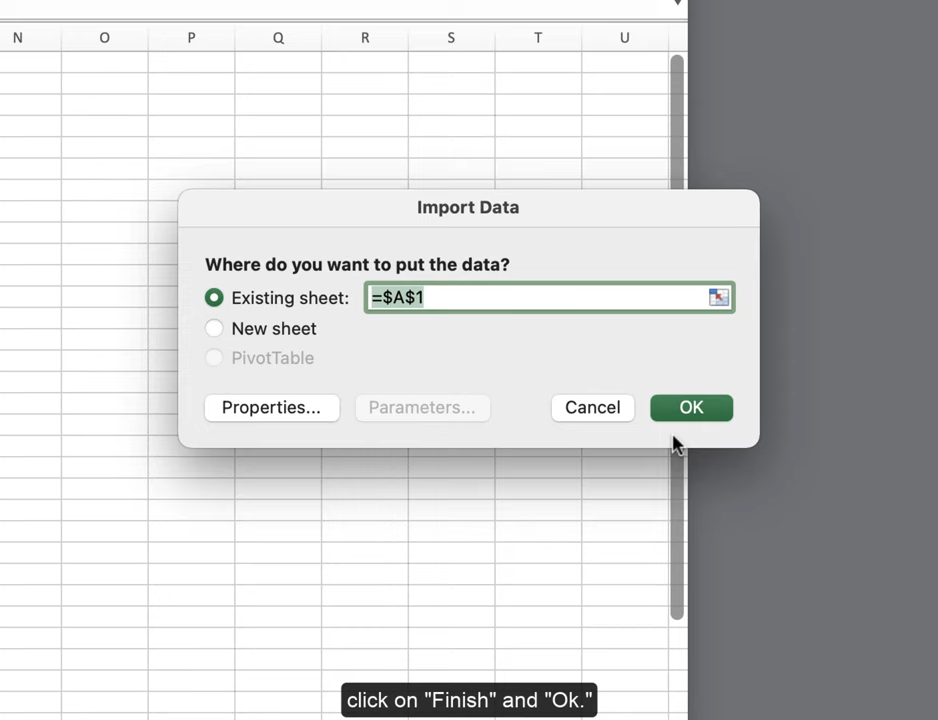 N O P Q R S T U
Import Data
Where do you want to put the data?
Existing sheet: =$A$1
New sheet
PivotTable
Properties... Parameters... Cancel OK
click on "Finish" and "Ok."